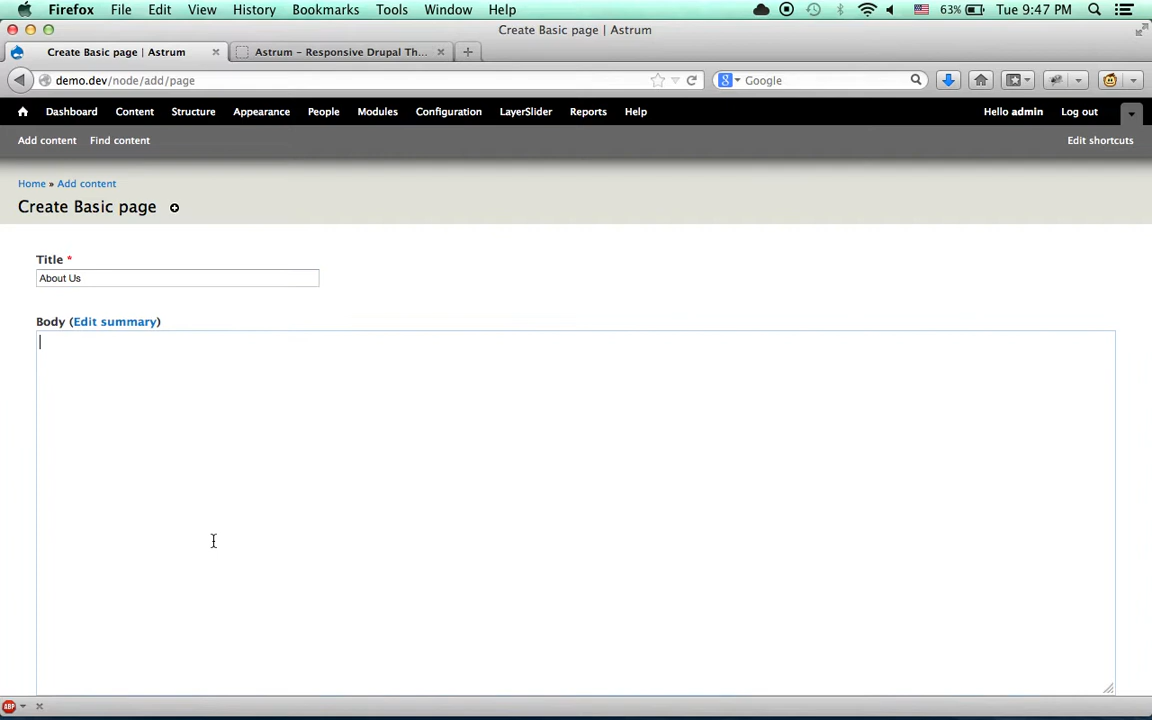 Firefox File Edit View History Bookmarks Tools Window Help 63% Tue 9:47 PM
Create Basic page | Astrum
Create Basic page | Astrum Astrum – Responsive Drupal Th...
demo.dev/node/add/page Google
Dashboard Content Structure Appearance People Modules Configuration LayerSlider Reports Help Hello admin Log out
Add content Find content Edit shortcuts
Home » Add content
Create Basic page
Title *
About Us
Body (Edit summary)
ABP